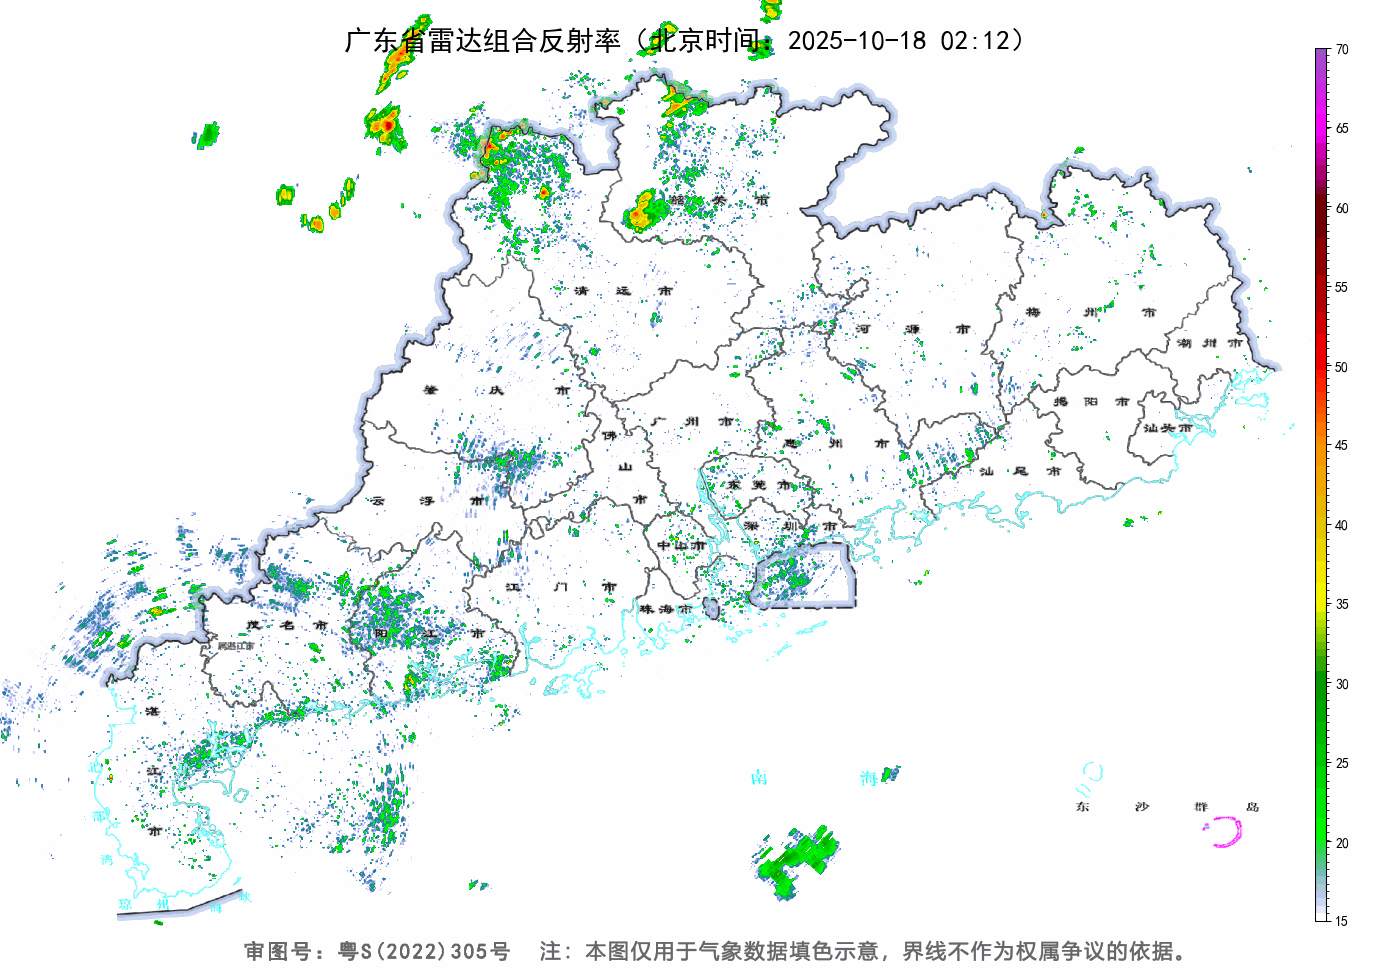 广东省雷达组合反射率（北京时间：2025-10-18 02:12）
70
65
60
55
50
45
40
35
30
25
20
15
韶 关 市
清 远 市
河 源 市
梅 州 市
潮 州 市
肇 庆 市
广 州 市
佛 山 市
惠 州 市
揭 阳 市
汕头市
汕 尾 市
东 莞 市
云 浮 市
深 圳 市
中山市
江 门 市
珠海市
茂 名 市
阳 江 市
属湛江市
湛 江 市
北 部 湾
琼 州 海 峡
南 海
东 沙 群 岛
审图号：粤S(2022)305号 注：本图仅用于气象数据填色示意，界线不作为权属争议的依据。